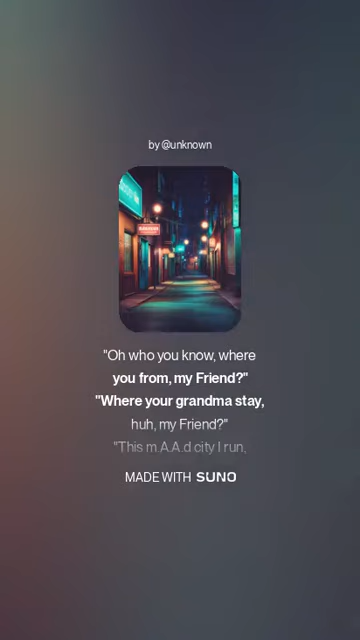 by @unknown
"Oh who you know, where
you from, my Friend?"
"Where your grandma stay,
huh, my Friend?"
"This m.A.A.d city I run,
MADE WITH SUNO